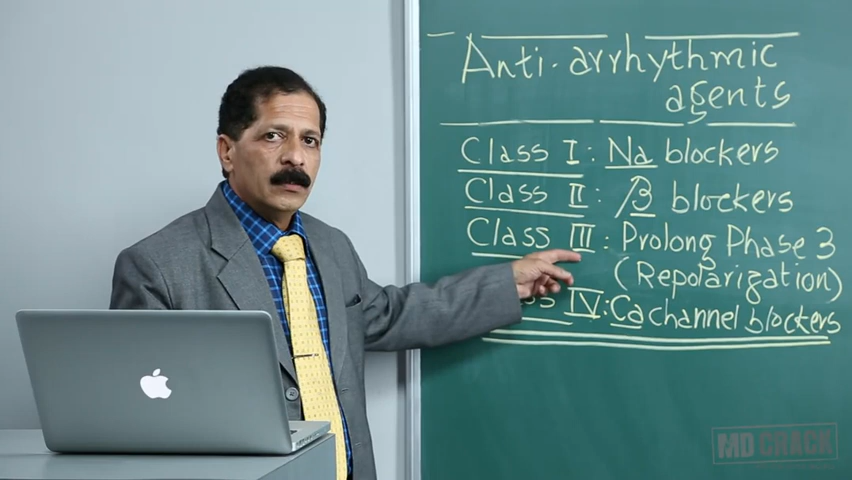 Anti-arrhythmic
agents
Class I: Na blockers
Class II: β blockers
Class III: Prolong Phase 3
(Repolarization)
IV: Ca channel blockers
MD CRACK